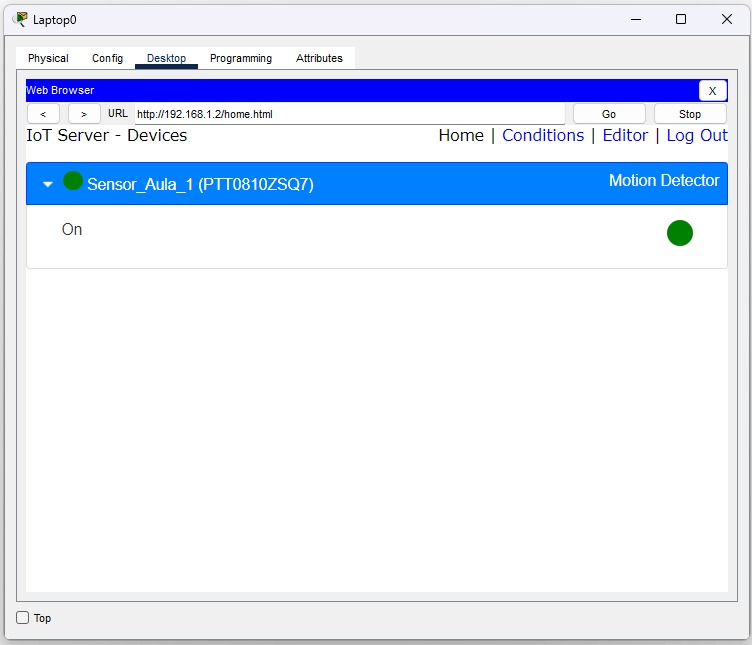 Laptop0
Physical Config Desktop Programming Attributes
Web Browser X
< > URL http://192.168.1.2/home.html Go Stop
IoT Server - Devices Home | Conditions | Editor | Log Out
Sensor_Aula_1 (PTT0810ZSQ7) Motion Detector
On
Top